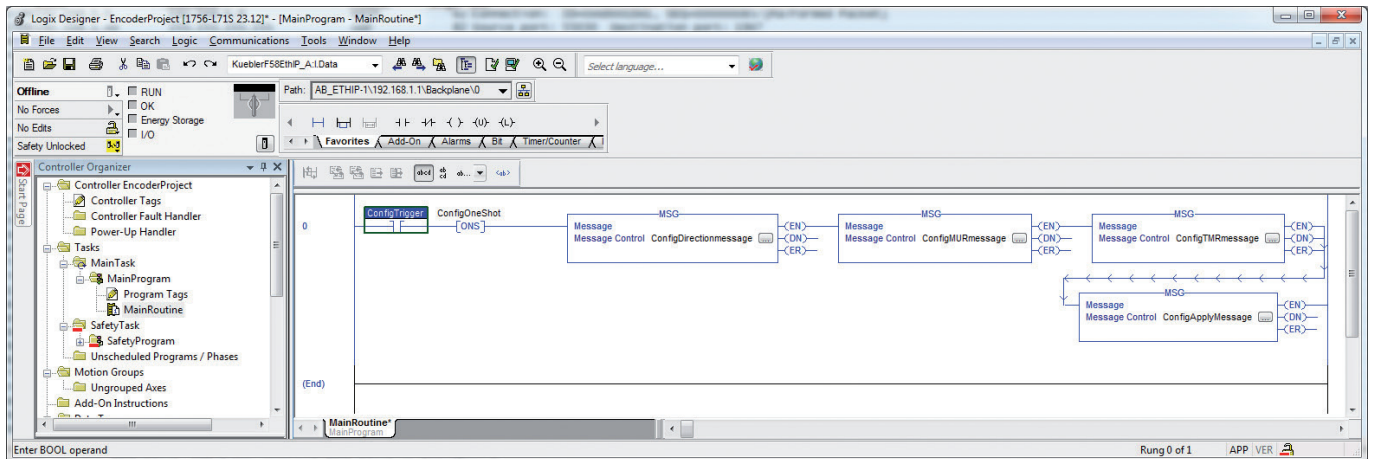 Logix Designer - EncoderProject [1756-L71S 23.12]* - [MainProgram - MainRoutine*]
File Edit View Search Logic Communications Tools Window Help
KueblerF58EthIP_A:I.Data
Select language...
Offline
RUN
No Forces
OK
No Edits
Energy Storage
Safety Unlocked
I/O
Path: AB_ETHIP-1\192.168.1.1\Backplane\0
Favorites Add-On Alarms Bit Timer/Counter
Start Page
Controller Organizer
Controller EncoderProject
Controller Tags
Controller Fault Handler
Power-Up Handler
Tasks
MainTask
MainProgram
Program Tags
MainRoutine
SafetyTask
SafetyProgram
Unscheduled Programs / Phases
Motion Groups
Ungrouped Axes
Add-On Instructions
0
ConfigTrigger
ConfigOneShot
ONS
MSG
Message
Message Control ConfigDirectionmessage ...
(EN)
(DN)
(ER)
MSG
Message
Message Control ConfigMURmessage ...
(EN)
(DN)
(ER)
MSG
Message
Message Control ConfigTMRmessage ...
(EN)
(DN)
(ER)
MSG
Message
Message Control ConfigApplyMessage ...
(EN)
(DN)
(ER)
(End)
MainRoutine*
MainProgram
Enter BOOL operand
Rung 0 of 1 APP VER